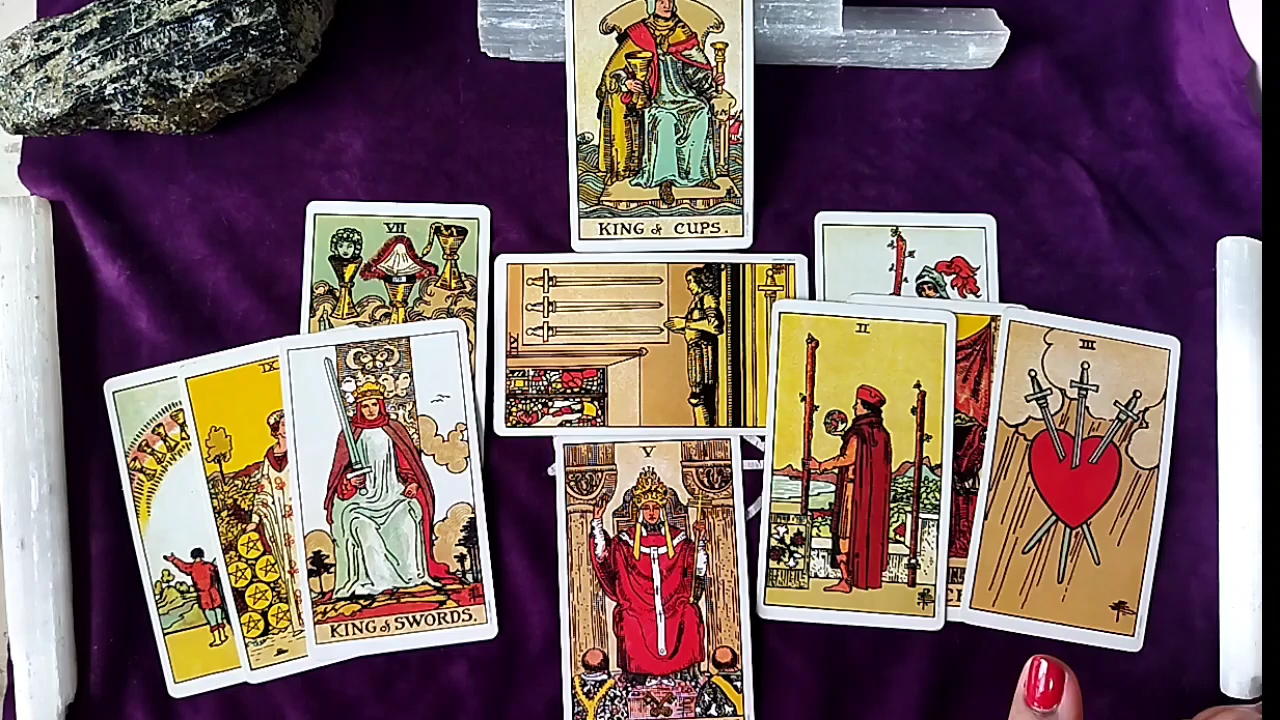 KING of CUPS.
VII
IX
KING of SWORDS.
V
II
III